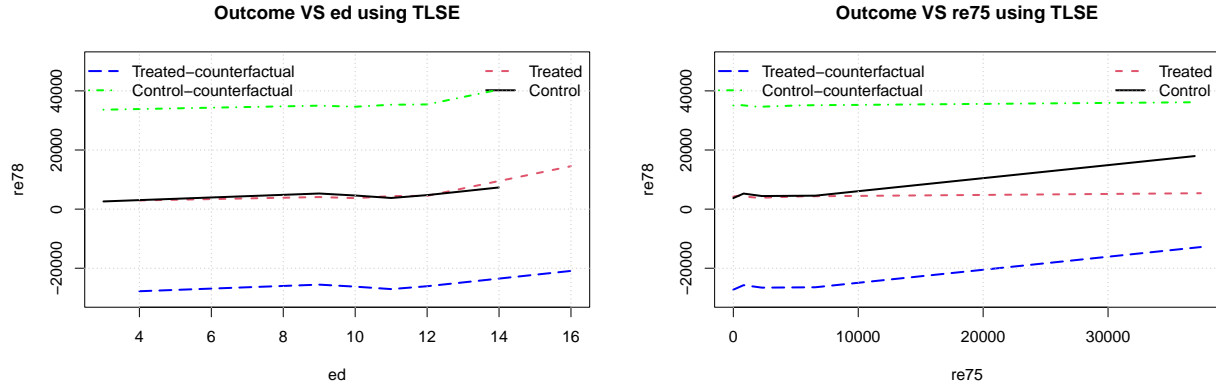 Outcome VS ed using TLSE
Treated−counterfactual
Control−counterfactual
Treated
Control
re78
−20000 0 20000 40000
4 6 8 10 12 14 16
ed
Outcome VS re75 using TLSE
Treated−counterfactual
Control−counterfactual
Treated
Control
re78
−20000 0 20000 40000
0 10000 20000 30000
re75